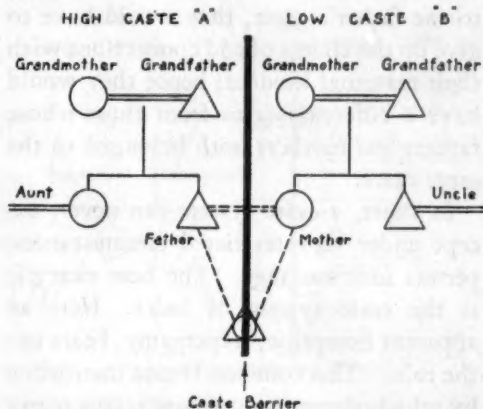 HIGH CASTE "A" LOW CASTE "B"
Grandmother Grandfather Grandmother Grandfather
Aunt Uncle
Father Mother
Caste Barrier